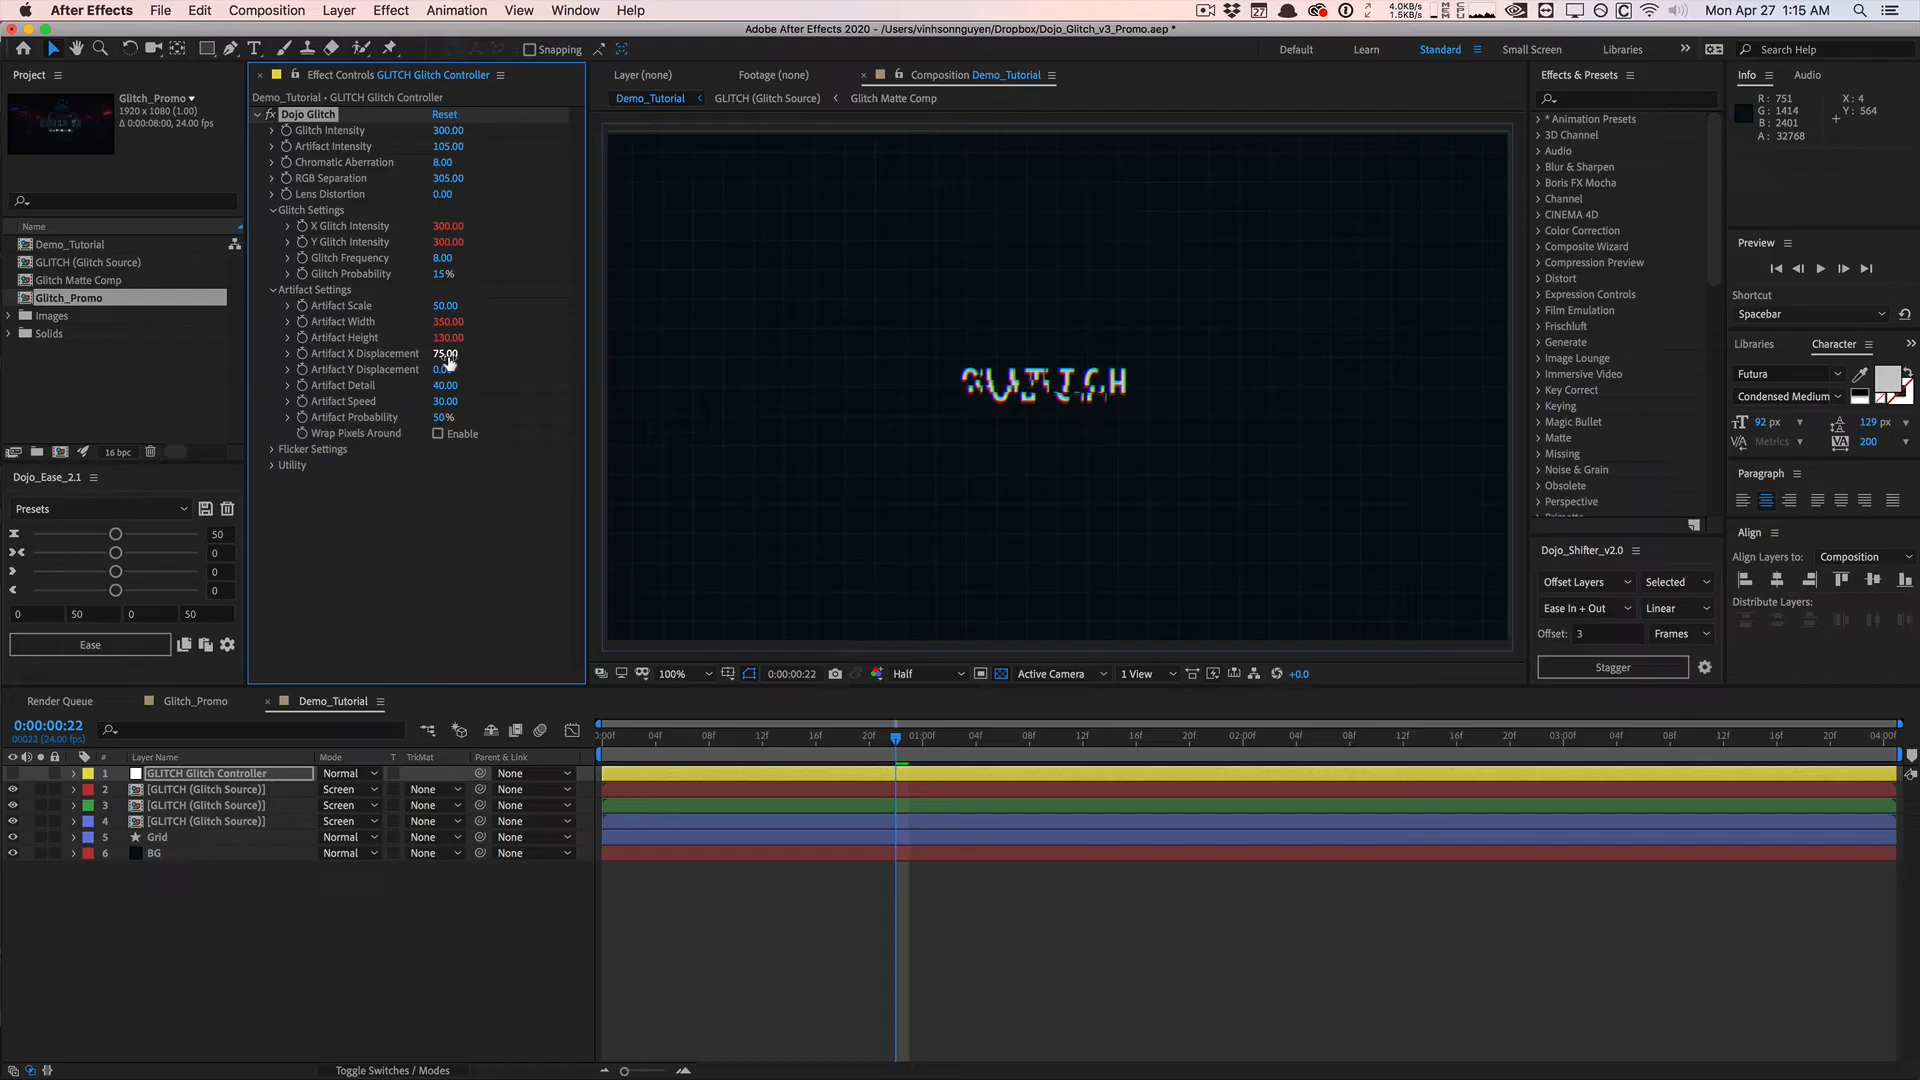 After Effects File Edit Composition Layer Effect Animation View Window Help 27 4.0KB/s 1.5KB/s Mon Apr 27 1:15 AM
Adobe After Effects 2020 - /Users/vinhsonnguyen/Dropbox/Dojo_Glitch_v3_Promo.aep *
Snapping Default Learn Standard Small Screen Libraries Search Help
Project
Glitch_Promo
1920 x 1080 (1.00)
Δ 0:00:08:00, 24.00 fps)
Name
Demo_Tutorial
GLITCH (Glitch Source)
Glitch Matte Comp
Glitch_Promo
Images
Solids
16 bpc
Dojo_Ease_2.1
Presets
50
0
0
0
0 50 0 50
Ease
Effect Controls GLITCH Glitch Controller
Demo_Tutorial • GLITCH Glitch Controller
fx Dojo Glitch Reset
Glitch Intensity 300.00
Artifact Intensity 105.00
Chromatic Aberration 8.00
RGB Separation 305.00
Lens Distortion 0.00
Glitch Settings
X Glitch Intensity 300.00
Y Glitch Intensity 300.00
Glitch Frequency 8.00
Glitch Probability 15%
Artifact Settings
Artifact Scale 50.00
Artifact Width 350.00
Artifact Height 130.00
Artifact X Displacement 75.00
Artifact Y Displacement
Artifact Detail 40.00
Artifact Speed 30.00
Artifact Probability 50%
Wrap Pixels Around Enable
Flicker Settings
Utility
Layer (none) Footage (none) Composition Demo_Tutorial
Demo_Tutorial GLITCH (Glitch Source) Glitch Matte Comp
GLITCH
100% 0:00:00:22 Half Active Camera 1 View +0.0
Effects & Presets
* Animation Presets
3D Channel
Audio
Blur & Sharpen
Boris FX Mocha
Channel
CINEMA 4D
Color Correction
Composite Wizard
Compression Preview
Distort
Expression Controls
Film Emulation
Frischluft
Generate
Image Lounge
Immersive Video
Key Correct
Keying
Magic Bullet
Matte
Missing
Noise & Grain
Obsolete
Perspective
Dojo_Shifter_v2.0
Offset Layers Selected
Ease In + Out Linear
Offset: 3 Frames
Stagger
Info Audio
R: 751 X: 4
G: 1414 Y: 564
B: 2401
A: 32768
Preview
Shortcut
Spacebar
Libraries Character
Futura
Condensed Medium
92 px 129 px
Metrics 200
Paragraph
Align
Align Layers to: Composition
Distribute Layers:
Render Queue Glitch_Promo Demo_Tutorial
0:00:00:22
00022 (24.00 fps)
# Layer Name Mode T TrkMat Parent & Link
1 GLITCH Glitch Controller Normal None
2 [GLITCH (Glitch Source)] Screen None None
3 [GLITCH (Glitch Source)] Screen None None
4 [GLITCH (Glitch Source)] Screen None None
5 Grid Normal None None
6 BG Normal None None
:00f 04f 08f 12f 16f 20f 01:00f 04f 08f 12f 16f 20f 02:00f 04f 08f 12f 16f 20f 03:00f 04f 08f 12f 16f 20f 04:00f
Toggle Switches / Modes